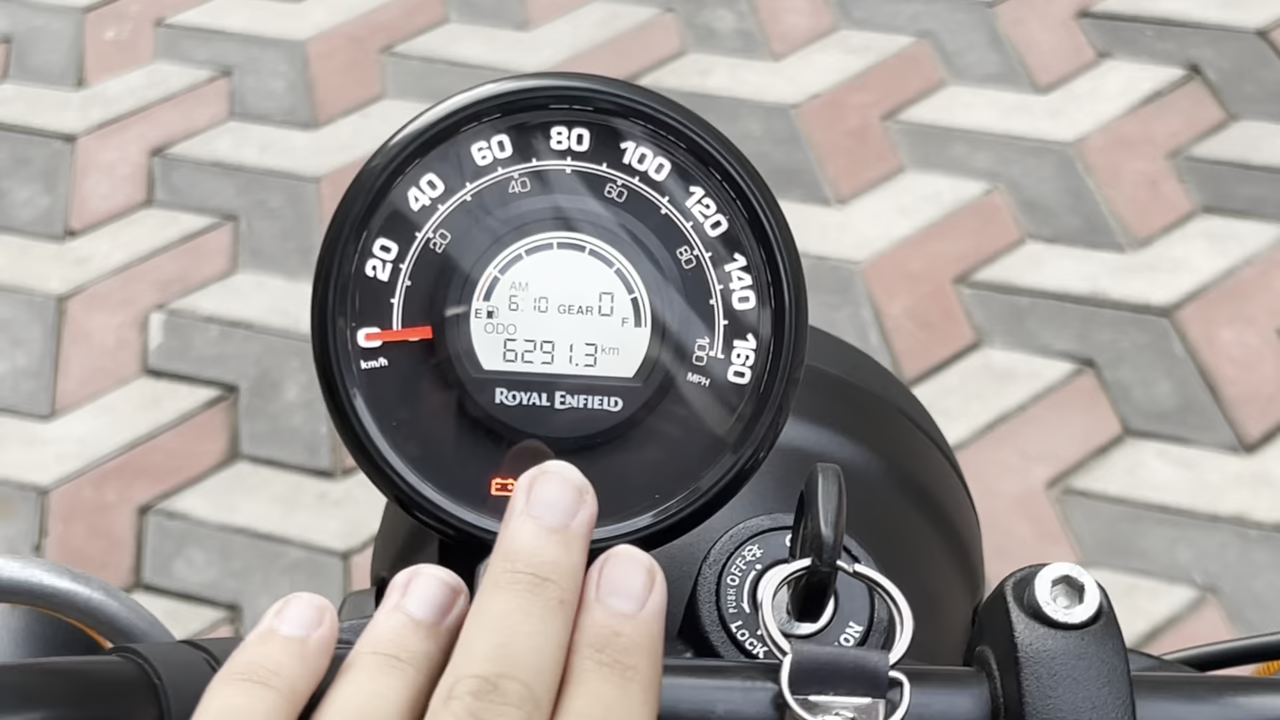 80
60
100
40
120
20
140
0
160
km/h
40
60
20
80
100
MPH
AM
6:10 GEAR 0
E F
ODO
6291.3 km
ROYAL ENFIELD
PUSH OFF
LOCK
ON